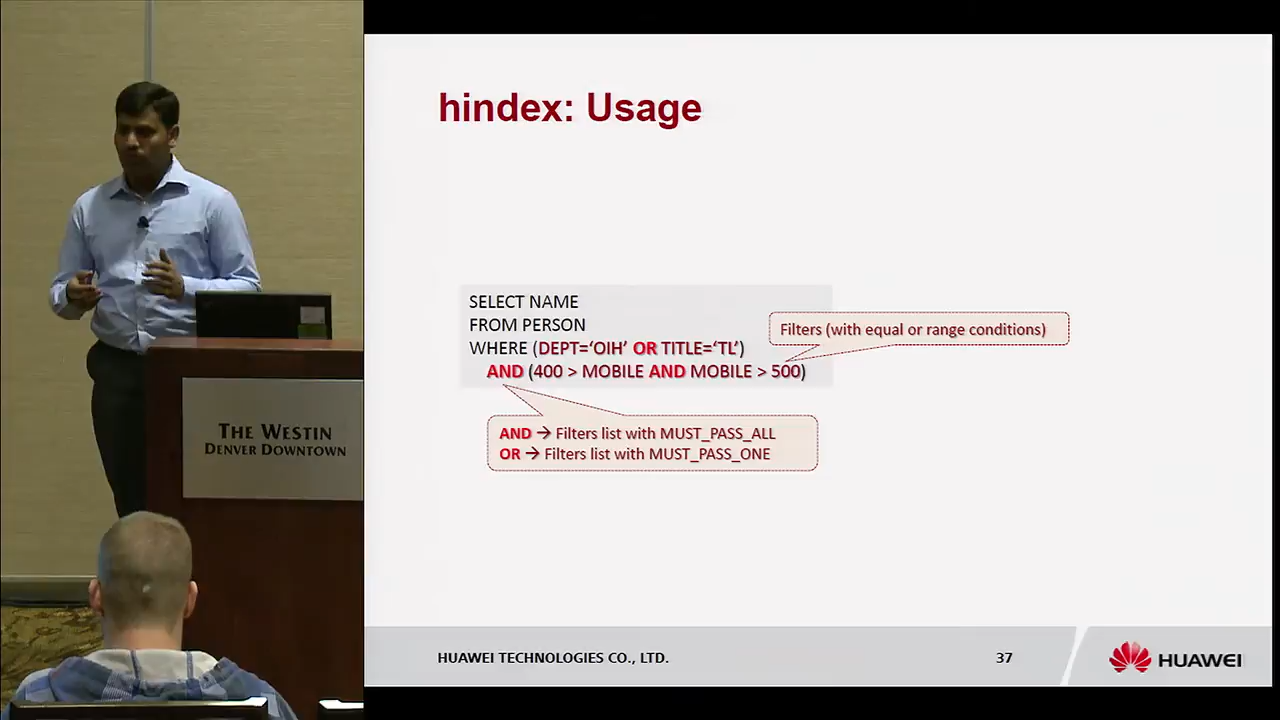 hindex: Usage
SELECT NAME
FROM PERSON
WHERE (DEPT=‘OIH’ OR TITLE=‘TL’)
AND (400 > MOBILE AND MOBILE > 500)
Filters (with equal or range conditions)
AND → Filters list with MUST_PASS_ALL
OR → Filters list with MUST_PASS_ONE
THE WESTIN
DENVER DOWNTOWN
HUAWEI TECHNOLOGIES CO., LTD.
37
HUAWEI